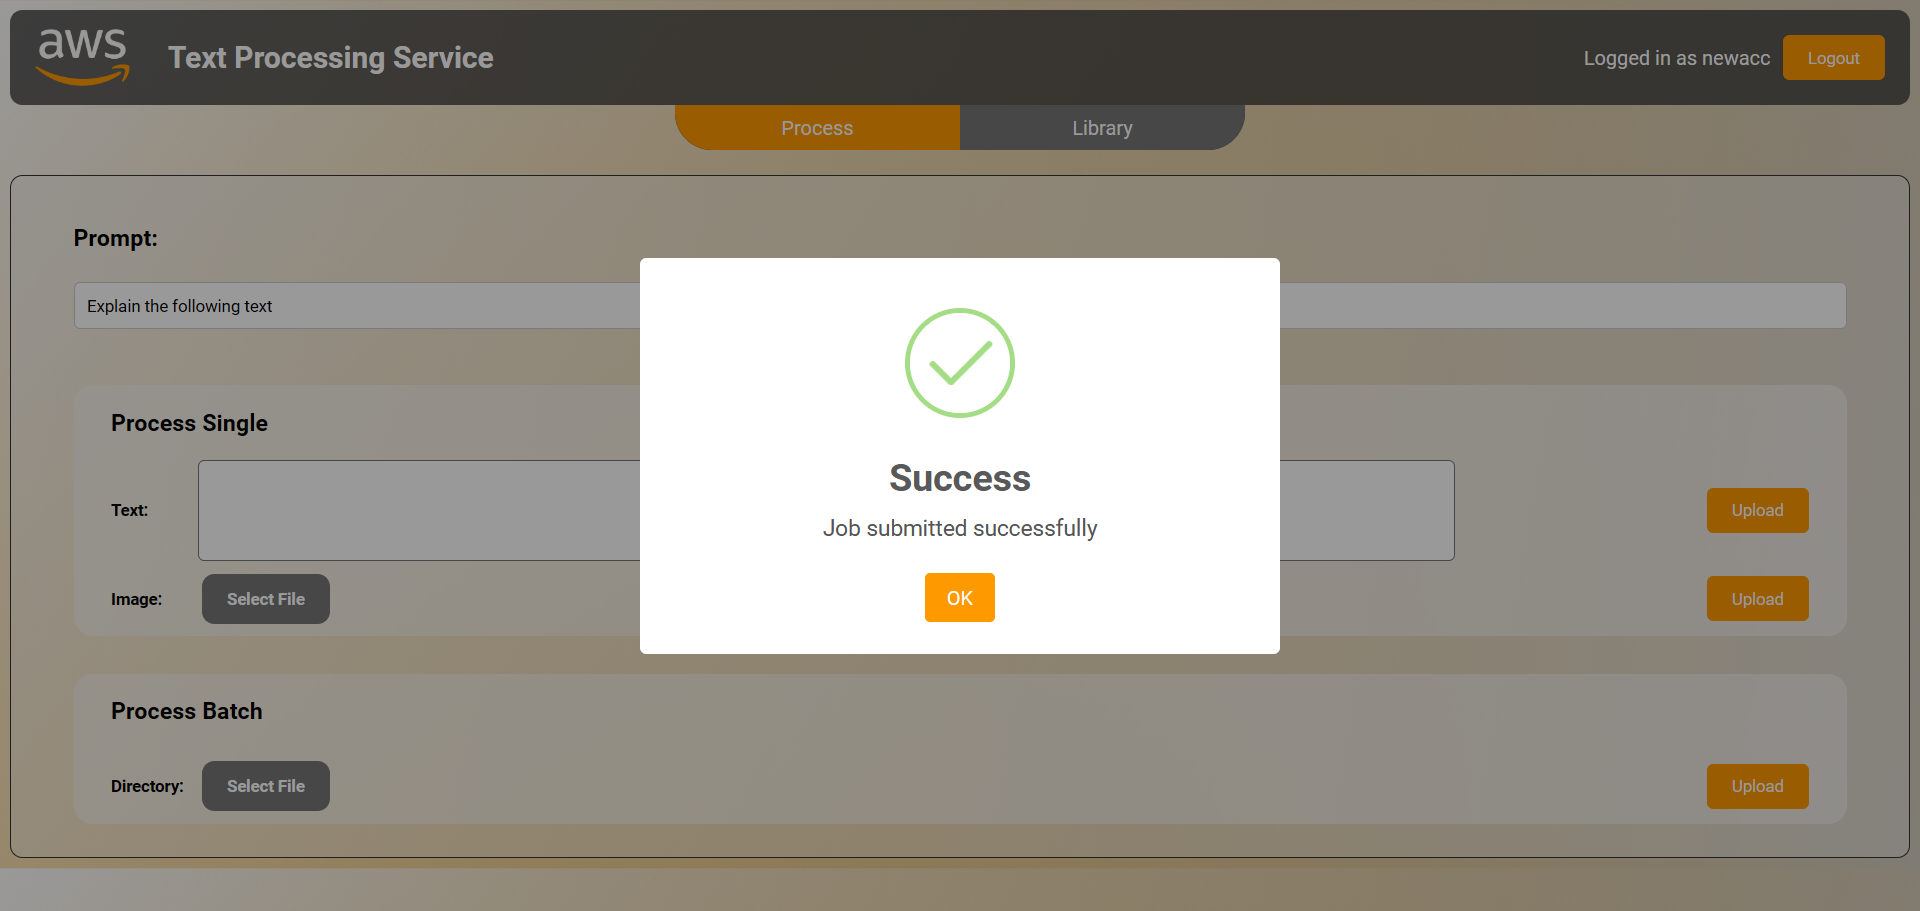 aws
Text Processing Service
Logged in as newacc
Logout
Process
Library
Prompt:
Explain the following text
Success
Job submitted successfully
OK
Process Single
Text:
Upload
Image:
Select File
Upload
Process Batch
Directory:
Select File
Upload